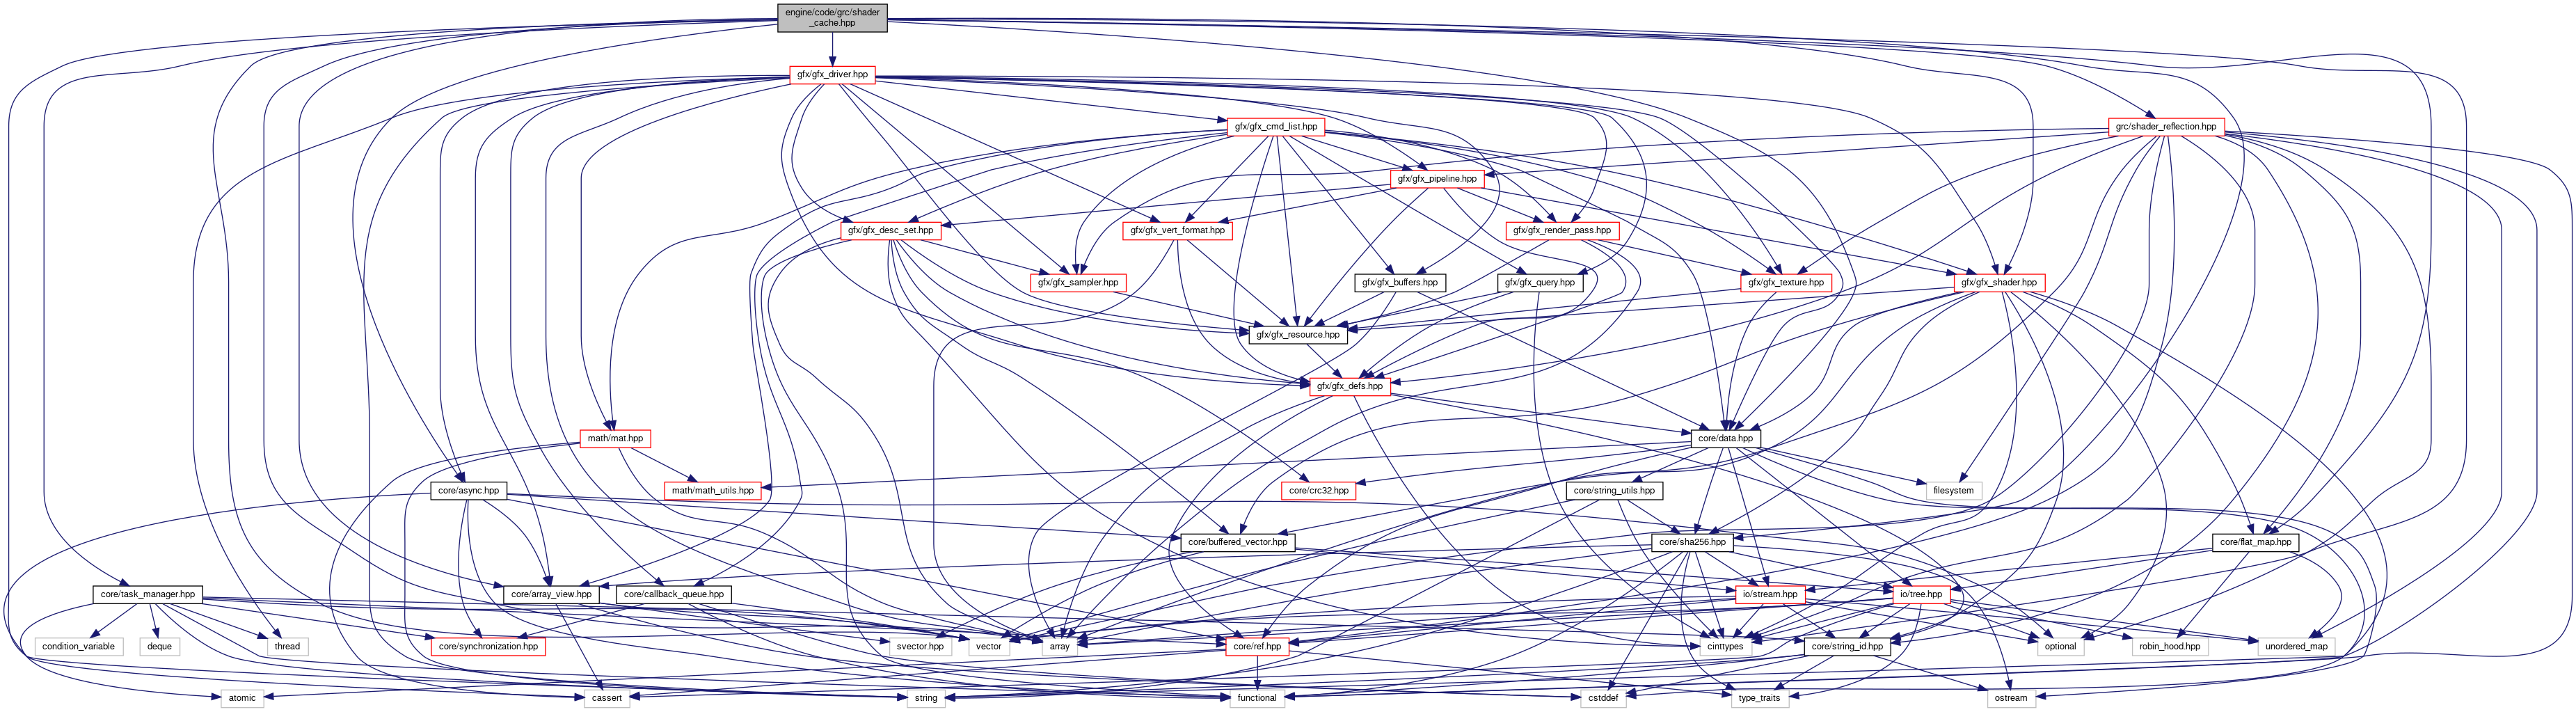 engine/code/grc/shader
_cache.hpp
gfx/gfx_driver.hpp
gfx/gfx_cmd_list.hpp
grc/shader_reflection.hpp
gfx/gfx_pipeline.hpp
gfx/gfx_desc_set.hpp
gfx/gfx_vert_format.hpp
gfx/gfx_render_pass.hpp
gfx/gfx_sampler.hpp
gfx/gfx_buffers.hpp
gfx/gfx_query.hpp
gfx/gfx_texture.hpp
gfx/gfx_shader.hpp
gfx/gfx_resource.hpp
gfx/gfx_defs.hpp
math/mat.hpp
core/data.hpp
core/async.hpp
math/math_utils.hpp
core/crc32.hpp
core/string_utils.hpp
filesystem
core/buffered_vector.hpp
core/sha256.hpp
core/flat_map.hpp
core/task_manager.hpp
core/array_view.hpp
core/callback_queue.hpp
io/stream.hpp
io/tree.hpp
condition_variable
deque
thread
core/synchronization.hpp
svector.hpp
vector
array
core/ref.hpp
cinttypes
core/string_id.hpp
optional
robin_hood.hpp
unordered_map
atomic
cassert
string
functional
cstddef
type_traits
ostream